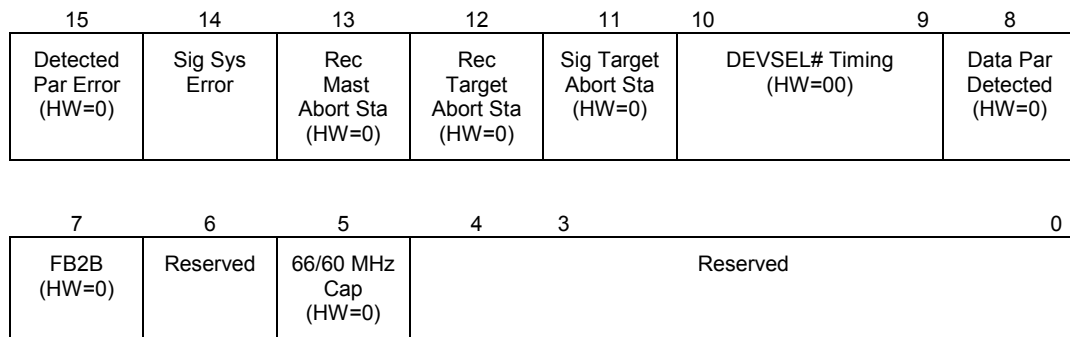 15 14 13 12 11 10 9 8
Detected Sig Sys Rec Rec Sig Target DEVSEL# Timing Data Par
Par Error Error Mast Target Abort Sta (HW=00) Detected
(HW=0) Abort Sta Abort Sta (HW=0) (HW=0)
(HW=0) (HW=0)
7 6 5 4 3 0
FB2B Reserved 66/60 MHz Reserved
(HW=0) Cap
(HW=0)